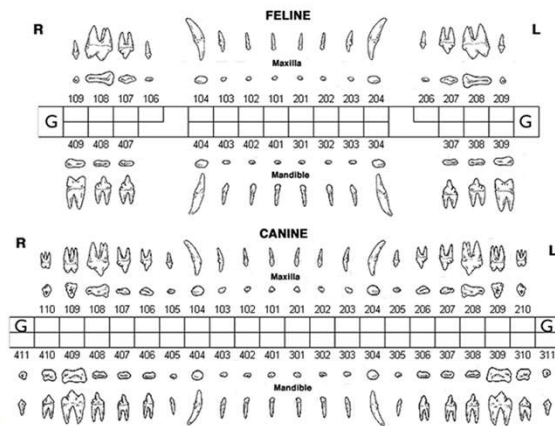 FELINE
R L
Maxilla
109 108 107 106 104 103 102 101 201 202 203 204 206 207 208 209
G G
409 408 407 404 403 402 401 301 302 303 304 307 308 309
Mandible
CANINE
R L
Maxilla
110 109 108 107 106 105 104 103 102 101 201 202 203 204 205 206 207 208 209 210
G G
411 410 409 408 407 406 405 404 403 402 401 302 302 303 304 305 306 307 308 309 310 311
Mandible